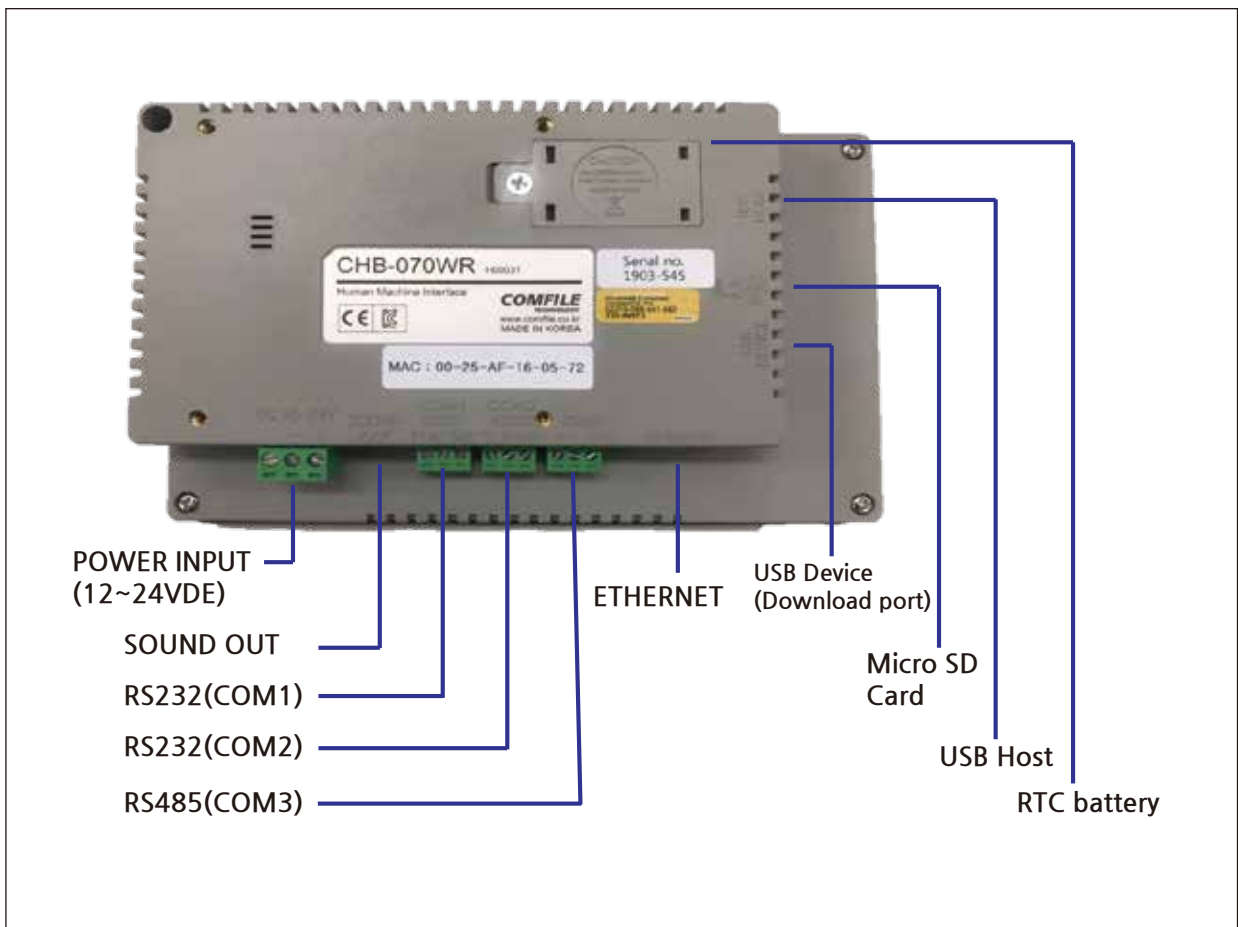 CHB-070WR
Human Machine Interface
COMFILE
TECHNOLOGY
www.comfile.co.kr
MADE IN KOREA
CE
Serial no.
1903-545
MAC : 00-25-AF-16-05-72
POWER INPUT
(12~24VDE)
SOUND OUT
RS232(COM1)
RS232(COM2)
RS485(COM3)
ETHERNET
USB Device
(Download port)
Micro SD
Card
USB Host
RTC battery